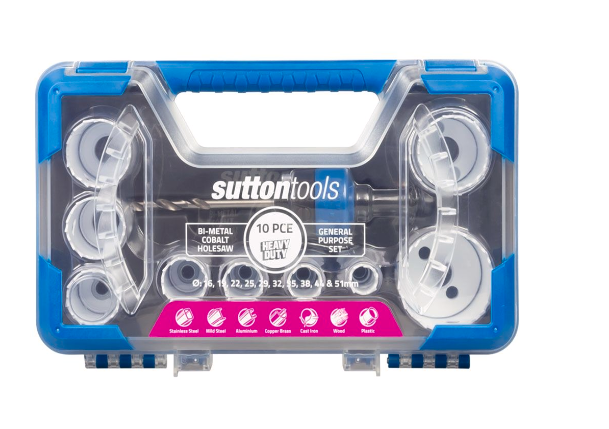 suttontools
BI-METAL
COBALT
HOLESAW
10 PCE
HEAVY
DUTY
GENERAL
PURPOSE
SET
Ø: 16, 19, 22, 25, 29, 32, 35, 38, 44 & 51mm
Stainless Steel
Mild Steel
Aluminium
Copper Brass
Cast Iron
Wood
Plastic